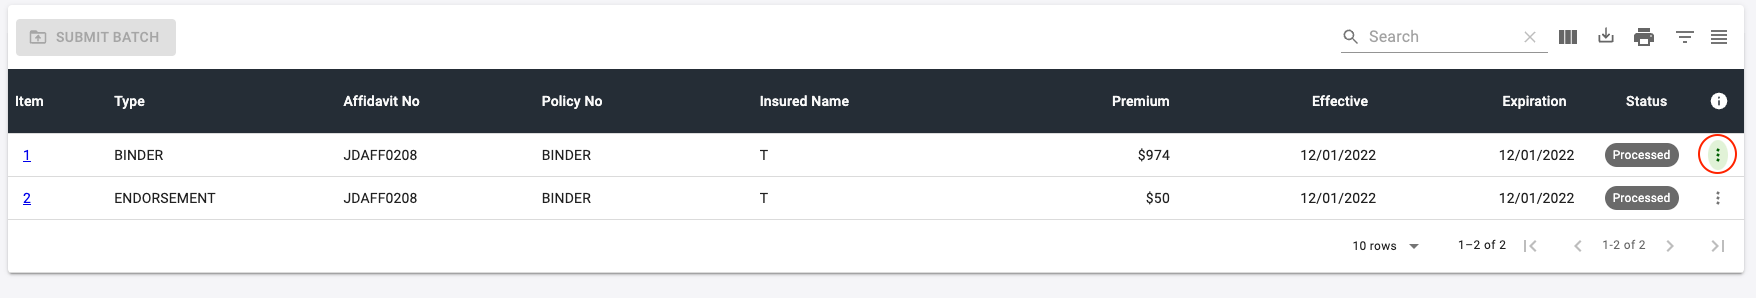 SUBMIT BATCH
Search
Item Type Affidavit No Policy No Insured Name Premium Effective Expiration Status
1 BINDER JDAFF0208 BINDER T $974 12/01/2022 12/01/2022 Processed
2 ENDORSEMENT JDAFF0208 BINDER T $50 12/01/2022 12/01/2022 Processed
10 rows 1–2 of 2 1-2 of 2